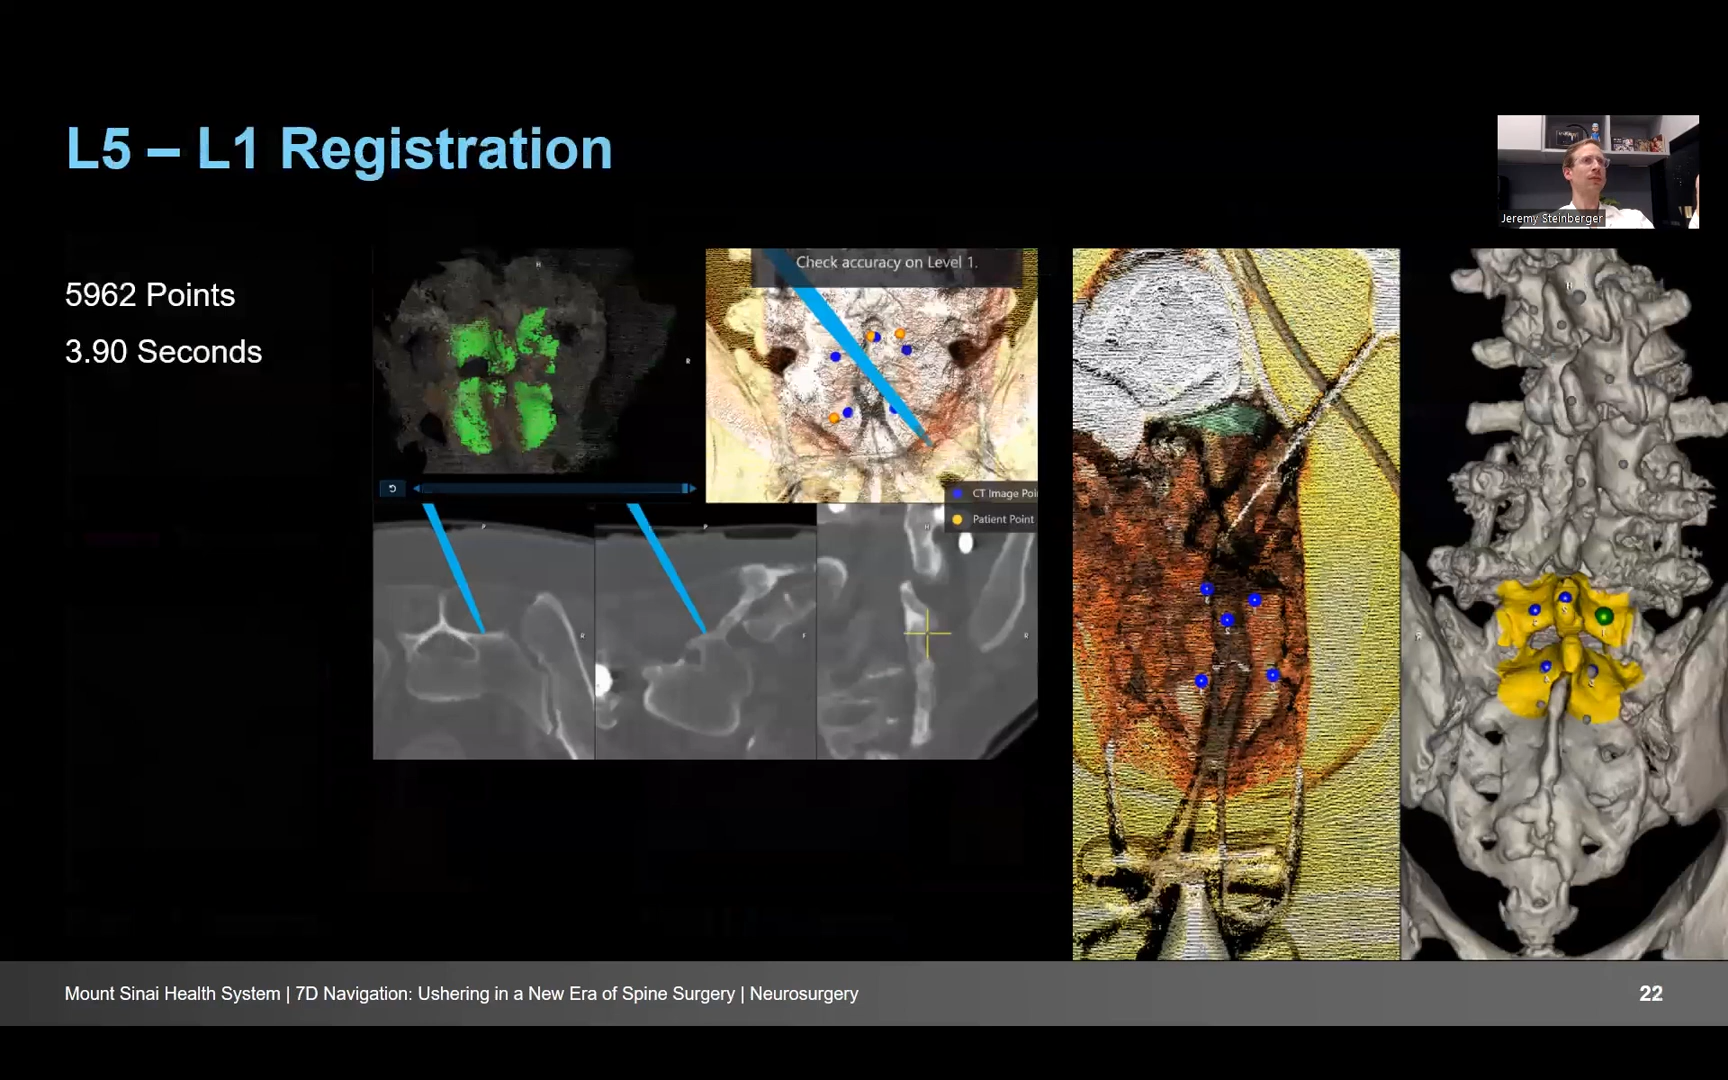 L5 – L1 Registration
5962 Points
3.90 Seconds
Check accuracy on Level 1.
CT Image Poi
Patient Point
Jeremy Steinberger
Mount Sinai Health System | 7D Navigation: Ushering in a New Era of Spine Surgery | Neurosurgery
22